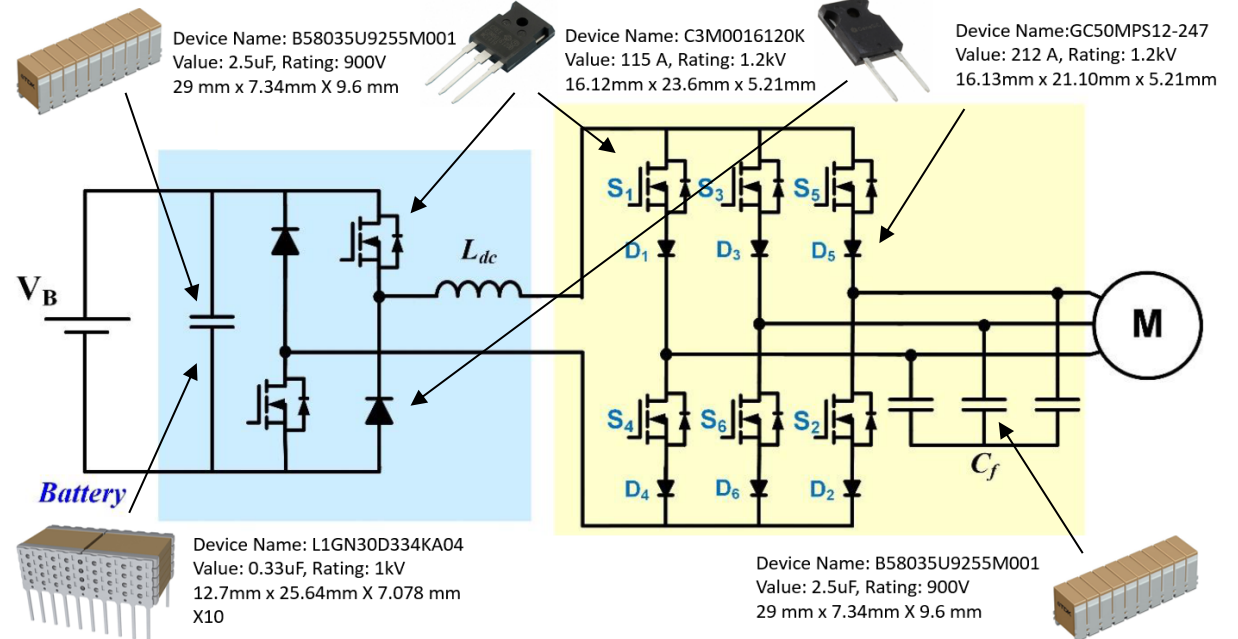 Device Name: B58035U9255M001
Value: 2.5uF, Rating: 900V
29 mm x 7.34mm X 9.6 mm
Device Name: C3M0016120K
Value: 115 A, Rating: 1.2kV
16.12mm x 23.6mm x 5.21mm
Device Name:GC50MPS12-247
Value: 212 A, Rating: 1.2kV
16.13mm x 21.10mm x 5.21mm
S1
S3
S5
D1
D3
D5
Ldc
VB
M
S4
S6
S2
D4
D6
D2
Cf
Battery
Device Name: L1GN30D334KA04
Value: 0.33uF, Rating: 1kV
12.7mm x 25.64mm X 7.078 mm
X10
Device Name: B58035U9255M001
Value: 2.5uF, Rating: 900V
29 mm x 7.34mm X 9.6 mm